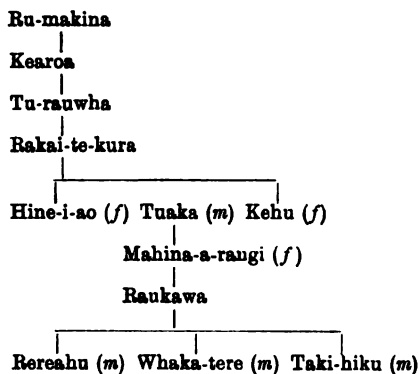 Ru-makina
Kearoa
Tu-rauwha
Rakai-te-kura
Hine-i-ao (f) Tuaka (m) Kehu (f)
Mahina-a-rangi (f)
Raukawa
Rereahu (m) Whaka-tere (m) Taki-hiku (m)